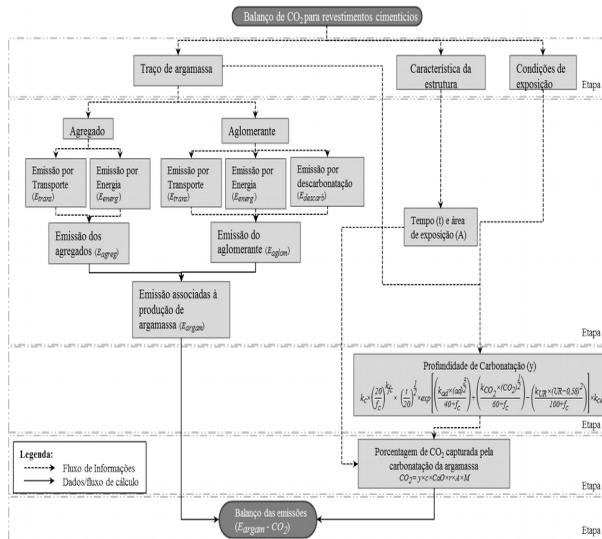 Balanço de CO2 para revestimentos cimentícios
Traço de argamassa
Característica da
estrutura
Condições de
exposição
Etapa
Agregado
Aglomerante
Emissão por
Transporte
(Etrans)
Emissão por
Energia
(Eenerg)
Emissão por
Transporte
(Etrans)
Emissão por
Energia
(Eenerg)
Emissão por
descarbonatação
(Edescarb)
Emissão dos
agregados (Eagreg)
Emissão do
aglomerante (Eaglom)
Tempo (t) e área
de exposição (A)
Emissão associadas à
produção de
argamassa (Eargam)
Etapa
Profundidade de Carbonatação (y)
Etapa
Legenda:
Fluxo de Informações
Dados/fluxo de cálculo
Porcentagem de CO2 capturada pela
carbonatação da argamassa
CO2= y×c×CaO×r×A×M
Etapa
Balanço das emissões
(Eargam - CO2)
Etapa